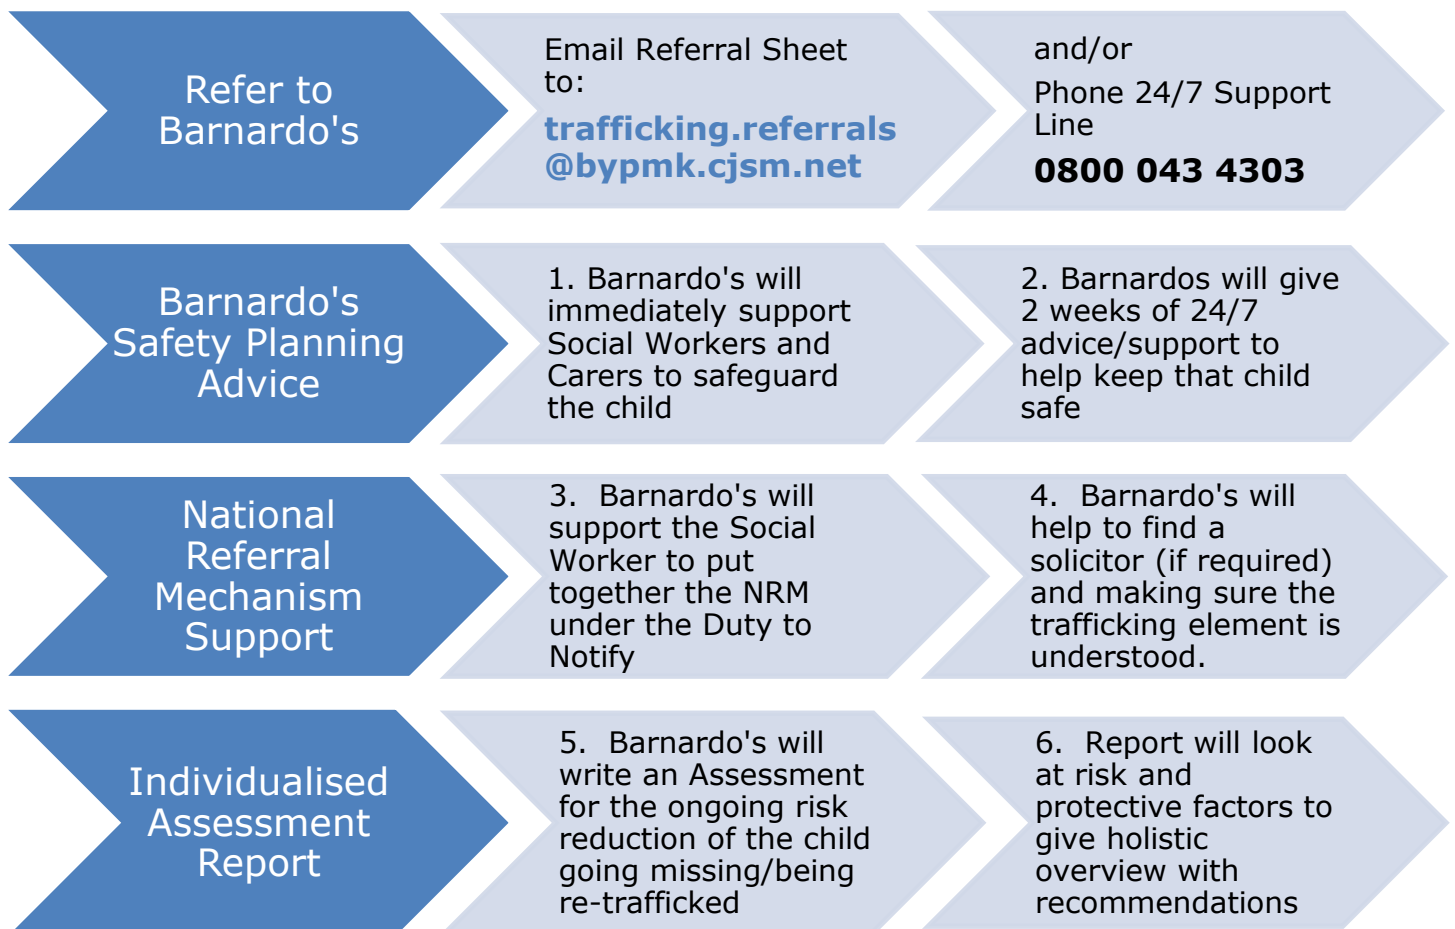 Refer to
Barnardo's
Email Referral Sheet
to:
trafficking.referrals
@bypmk.cjsm.net
and/or
Phone 24/7 Support
Line
0800 043 4303
Barnardo's
Safety Planning
Advice
1. Barnardo's will
immediately support
Social Workers and
Carers to safeguard
the child
2. Barnardos will give
2 weeks of 24/7
advice/support to
help keep that child
safe
National
Referral
Mechanism
Support
3.  Barnardo's will
support the Social
Worker to put
together the NRM
under the Duty to
Notify
4.  Barnardo's will
help to find a
solicitor (if required)
and making sure the
trafficking element is
understood.
Individualised
Assessment
Report
5.  Barnardo's will
write an Assessment
for the ongoing risk
reduction of the child
going missing/being
re-trafficked
6.  Report will look
at risk and
protective factors to
give holistic
overview with
recommendations